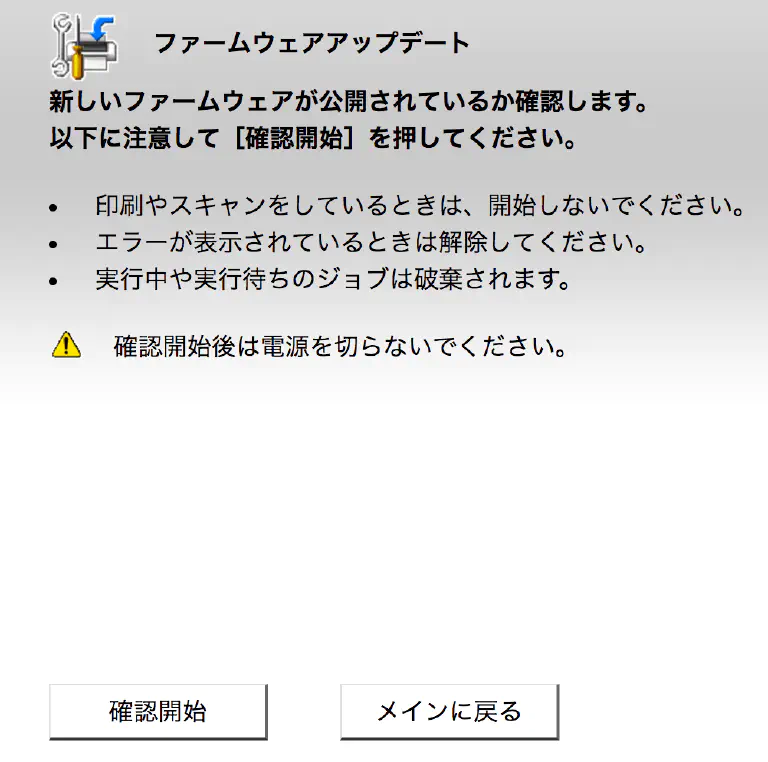 ファームウェアアップデート
新しいファームウェアが公開されているか確認します。
以下に注意して［確認開始］を押してください。
• 印刷やスキャンをしているときは、開始しないでください。
• エラーが表示されているときは解除してください。
• 実行中や実行待ちのジョブは破棄されます。
確認開始後は電源を切らないでください。
確認開始 メインに戻る